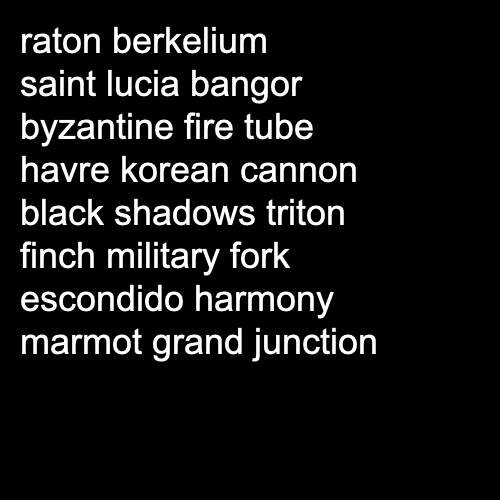 raton berkelium
saint lucia bangor
byzantine fire tube
havre korean cannon
black shadows triton
finch military fork
escondido harmony
marmot grand junction